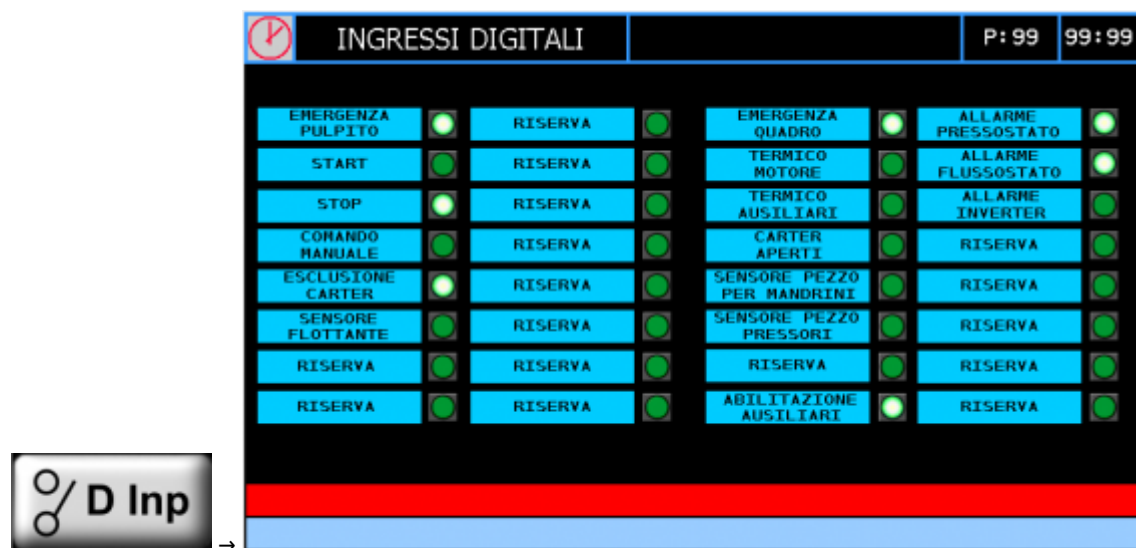 INGRESSI DIGITALI P:99 99:99
EMERGENZA
PULPITO
RISERVA
EMERGENZA
QUADRO
ALLARME
PRESSOSTATO
START
RISERVA
TERMICO
MOTORE
ALLARME
FLUSSOSTATO
STOP
RISERVA
TERMICO
AUSILIARI
ALLARME
INVERTER
COMANDO
MANUALE
RISERVA
CARTER
APERTI
RISERVA
ESCLUSIONE
CARTER
RISERVA
SENSORE PEZZO
PER MANDRINI
RISERVA
SENSORE
FLOTTANTE
RISERVA
SENSORE PEZZO
PRESSORI
RISERVA
RISERVA
RISERVA
RISERVA
RISERVA
RISERVA
RISERVA
ABILITAZIONE
AUSILIARI
RISERVA
D Inp →